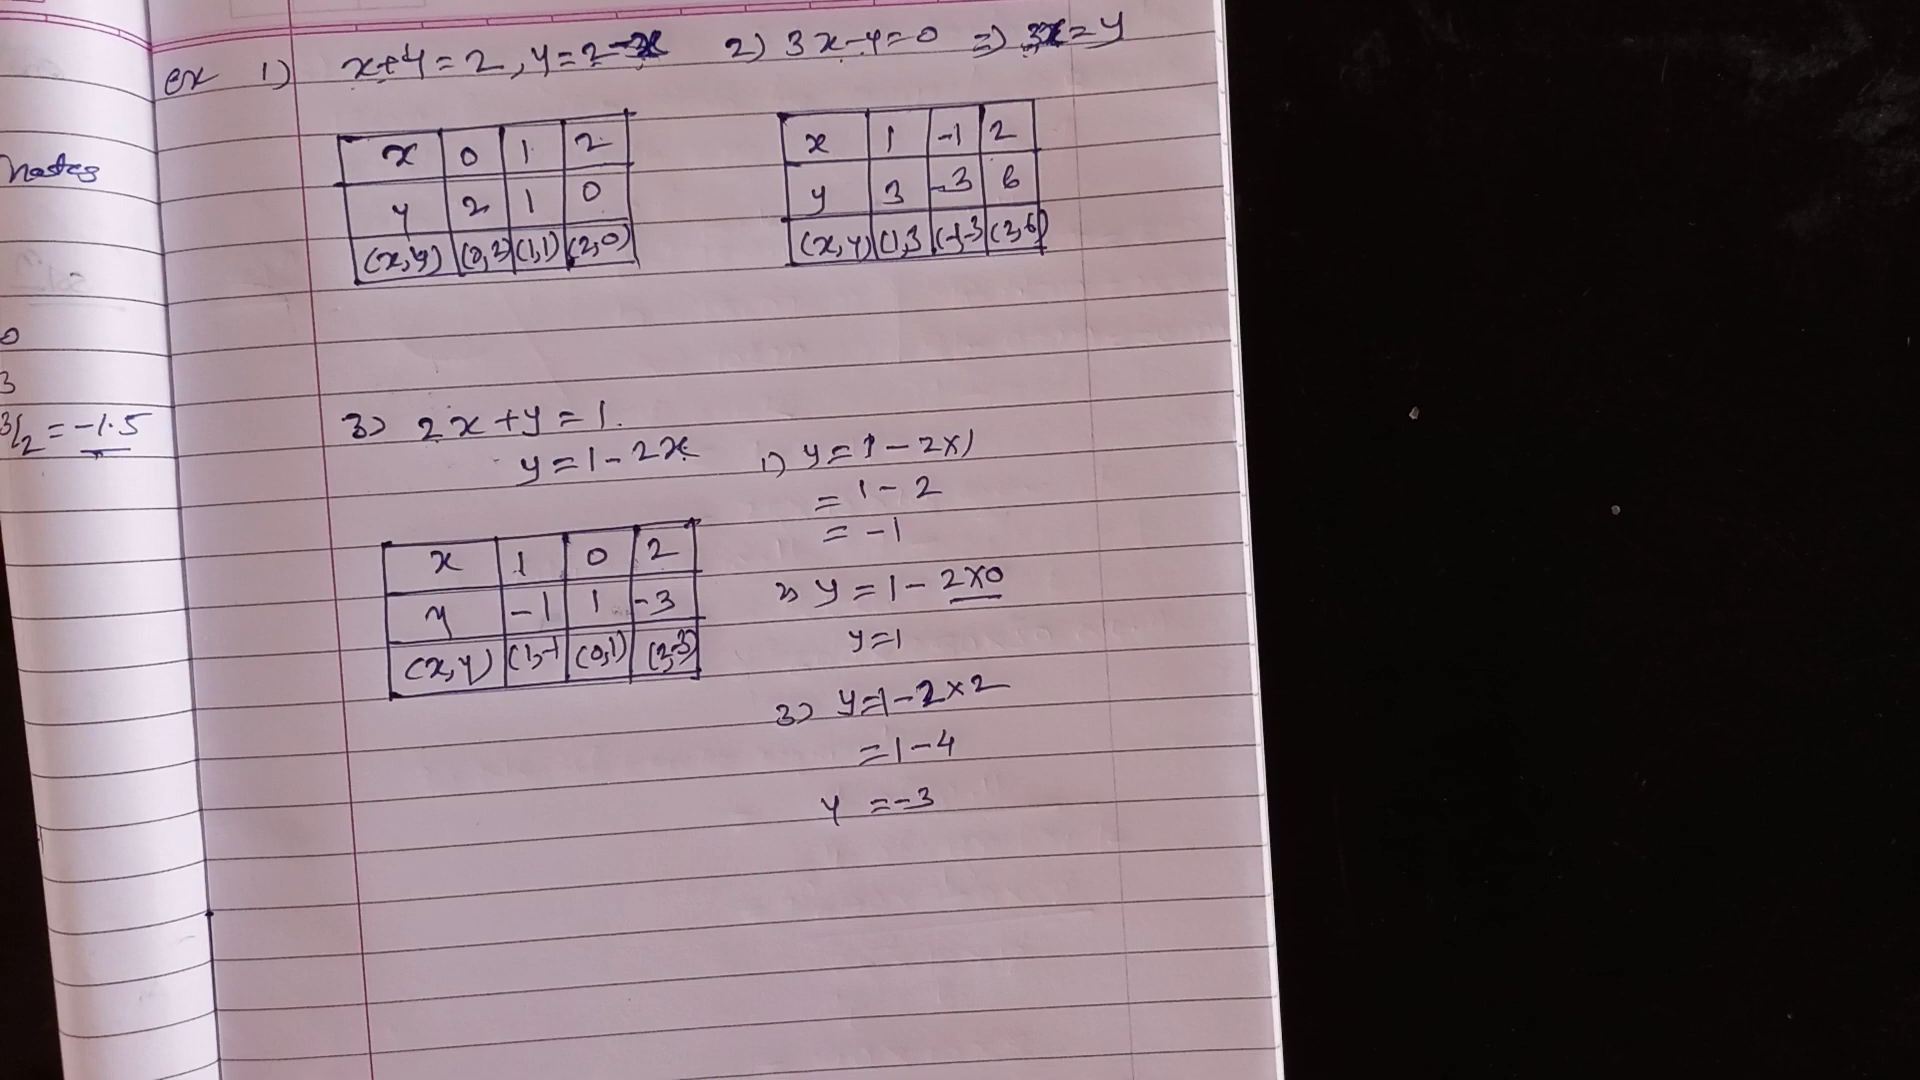 notes
0
3
3/2 = -1.5
ex 1) x+y=2, y=2-x 2) 3x-y=0 => 3x=y
x 0 1 2
y 2 1 0
(x,y) (0,2) (1,1) (2,0)
x 1 -1 2
y 3 -3 6
(x,y) (1,3 (-1,-3 (2,6)
3) 2x+y=1.
y=1-2x
x 1 0 2
y -1 1 -3
(x,y) (1,-1 (0,1) (2,-3)
1) y=1-2x1
=1-2
=-1
2) y=1-2x0
y=1
3) y=1-2x2
=1-4
y =-3